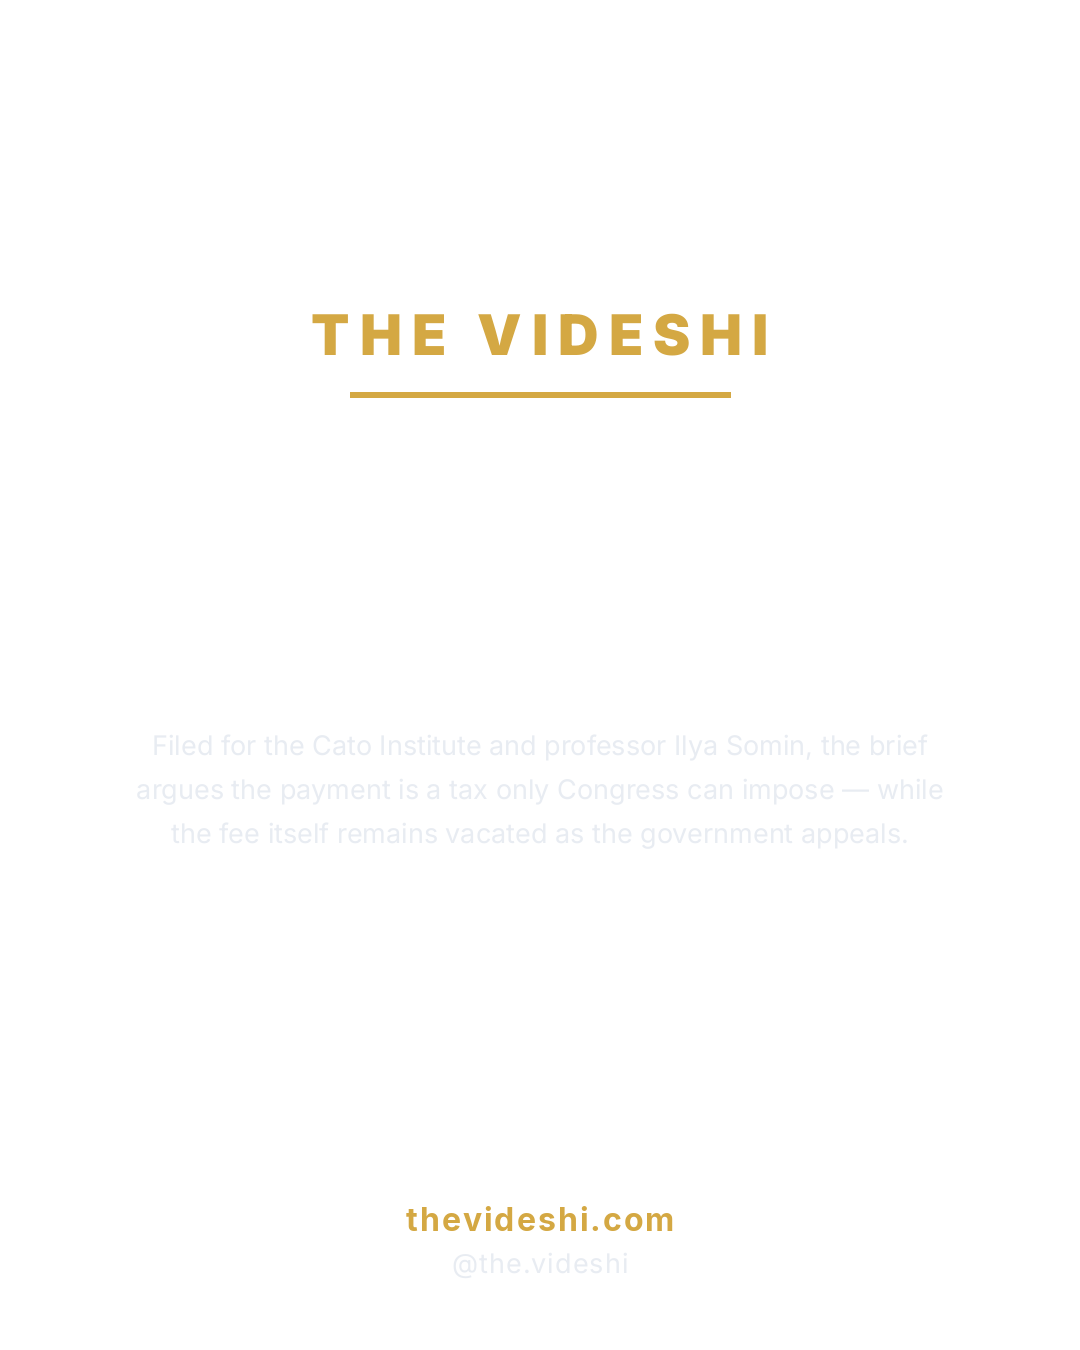 THE VIDESHI
Filed for the Cato Institute and professor Ilya Somin, the brief
argues the payment is a tax only Congress can impose — while
the fee itself remains vacated as the government appeals.
thevideshi.com
@the.videshi